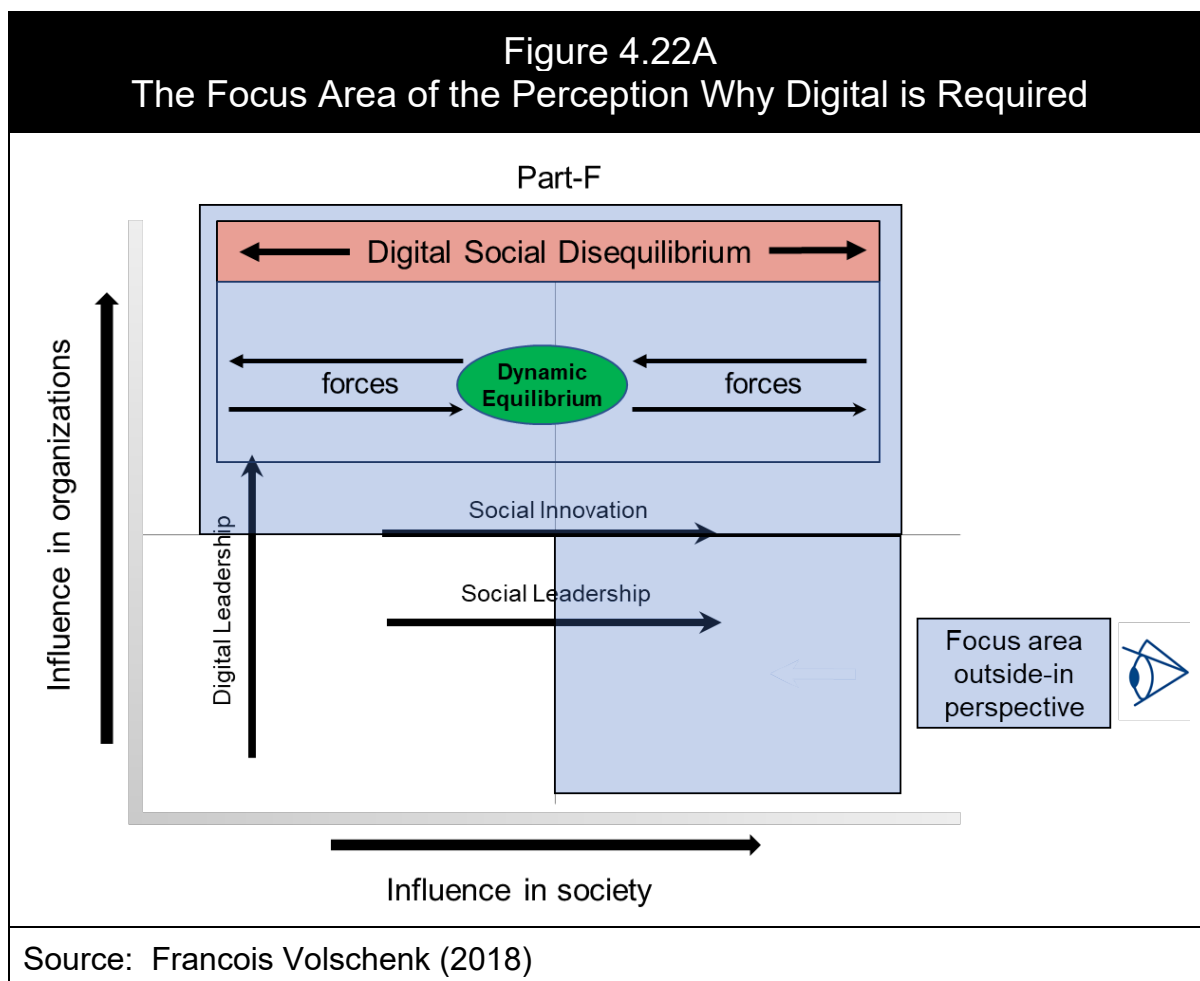 Figure 4.22A
The Focus Area of the Perception Why Digital is Required
Part-F
Digital Social Disequilibrium
forces
Dynamic
Equilibrium
forces
Influence in organizations
Digital Leadership
Social Innovation
Social Leadership
Focus area
outside-in
perspective
Influence in society
Source: Francois Volschenk (2018)